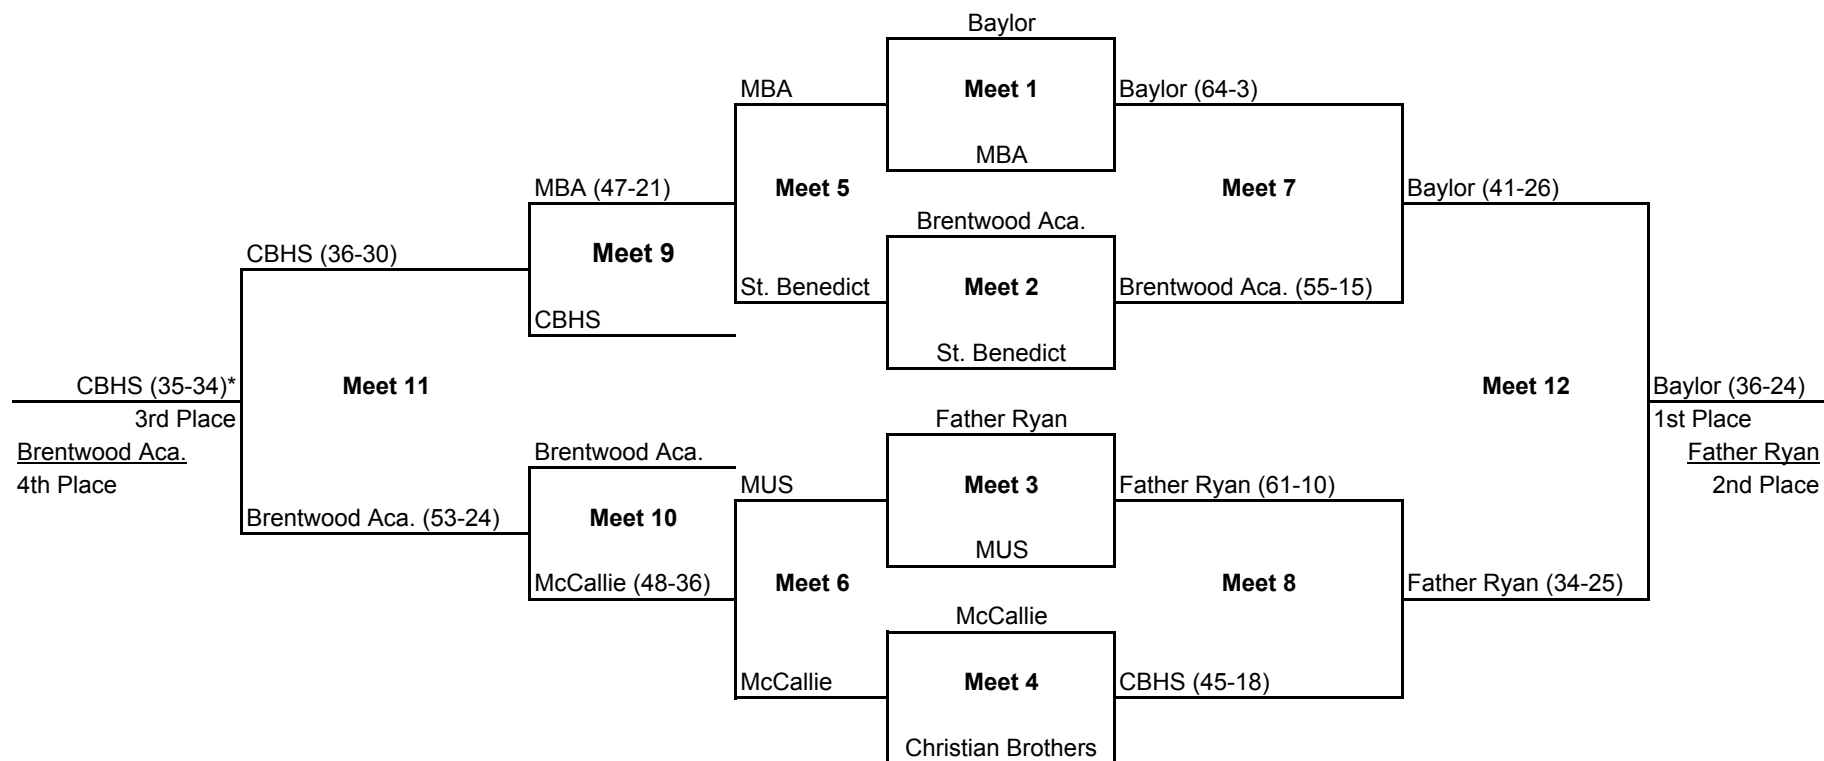 Baylor
MBA
Meet 1
Baylor (64-3)
MBA
MBA (47-21)
Meet 5
Meet 7
Baylor (41-26)
Brentwood Aca.
CBHS (36-30)
Meet 9
St. Benedict
Meet 2
Brentwood Aca. (55-15)
CBHS
St. Benedict
CBHS (35-34)*
Meet 11
Meet 12
Baylor (36-24)
3rd Place
Father Ryan
1st Place
Brentwood Aca.
Brentwood Aca.
Father Ryan
4th Place
MUS
Meet 3
Father Ryan (61-10)
2nd Place
Brentwood Aca. (53-24)
Meet 10
MUS
McCallie (48-36)
Meet 6
Meet 8
Father Ryan (34-25)
McCallie
McCallie
Meet 4
CBHS (45-18)
Christian Brothers